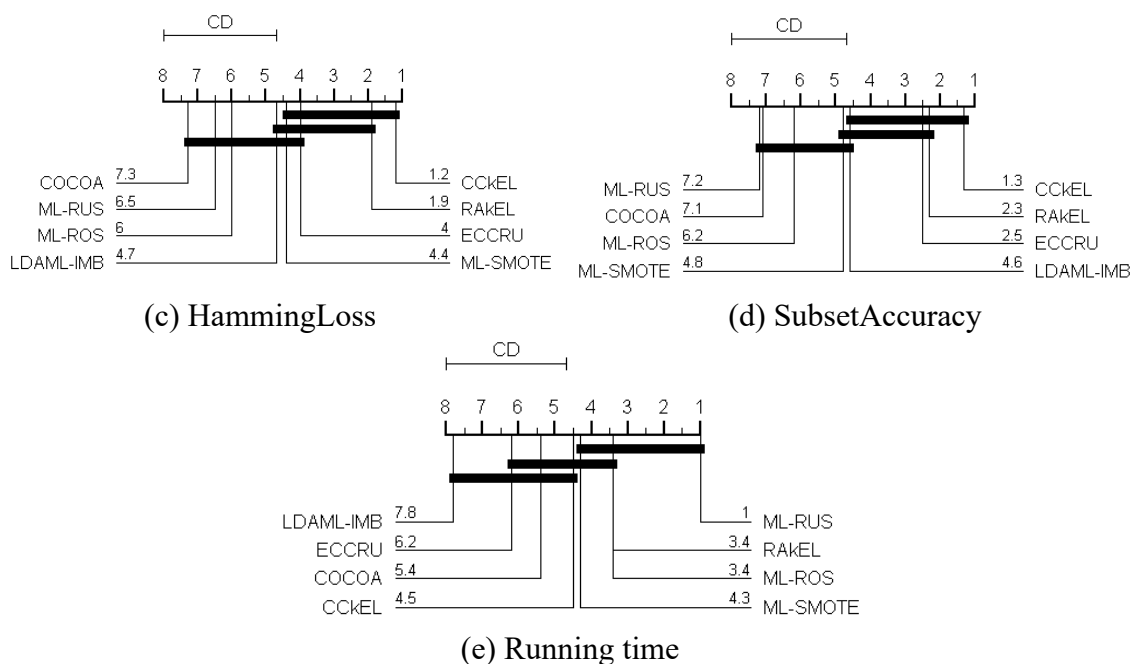 CD
8 7 6 5 4 3 2 1
COCOA 7.3
ML-RUS 6.5
ML-ROS 6
LDAML-IMB 4.7
1.2 CCkEL
1.9 RAkEL
4 ECCRU
4.4 ML-SMOTE
(c) HammingLoss
CD
8 7 6 5 4 3 2 1
ML-RUS 7.2
COCOA 7.1
ML-ROS 6.2
ML-SMOTE 4.8
1.3 CCkEL
2.3 RAkEL
2.5 ECCRU
4.6 LDAML-IMB
(d) SubsetAccuracy
CD
8 7 6 5 4 3 2 1
LDAML-IMB 7.8
ECCRU 6.2
COCOA 5.4
CCkEL 4.5
1 ML-RUS
3.4 RAkEL
3.4 ML-ROS
4.3 ML-SMOTE
(e) Running time